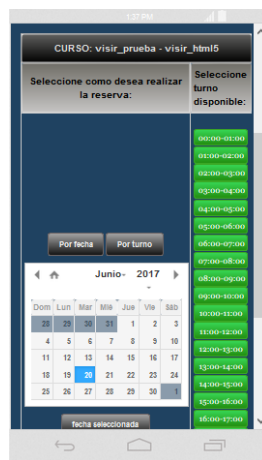 1:37 PM
CURSO: visir_prueba - visir_html5
Seleccione como desea realizar
la reserva:
Seleccione
turno
disponible:
00:00-01:00
01:00-02:00
02:00-03:00
03:00-04:00
04:00-05:00
05:00-06:00
06:00-07:00
07:00-08:00
08:00-09:00
09:00-10:00
10:00-11:00
11:00-12:00
12:00-13:00
13:00-14:00
14:00-15:00
15:00-16:00
16:00-17:00
Por fecha Por turno
Junio- 2017
Dom Lun Mar Mié Jue Vie Sáb
28 29 30 31 1 2 3
4 5 6 7 8 9 10
11 12 13 14 15 16 17
18 19 20 21 22 23 24
25 26 27 28 29 30 1
fecha seleccionada